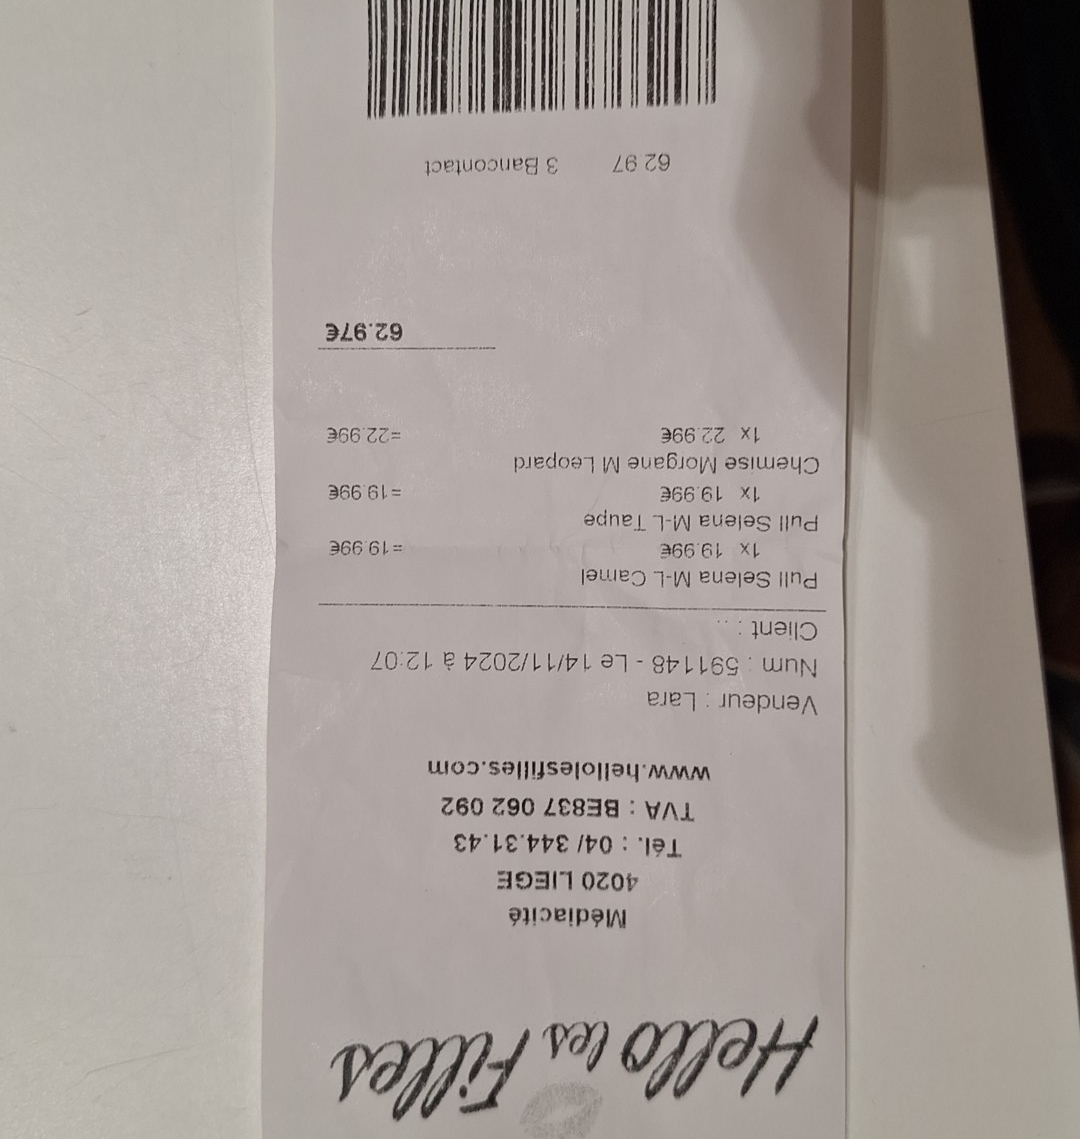 Hello les Filles
Médiacité
4020 LIEGE
Tél. : 04/ 344.31.43
TVA : BE837 062 092
www.hellolesfilles.com
Vendeur : Lara
Num : 591148 - Le 14/11/2024 à 12:07
Client : ..
Pull Selena M-L Camel
1x 19.99€ =19.99€
Pull Selena M-L Taupe
1x 19.99€ =19.99€
Chemise Morgane M Leopard
1x 22.99€ =22.99€
62.97€
62.97 3 Bancontact